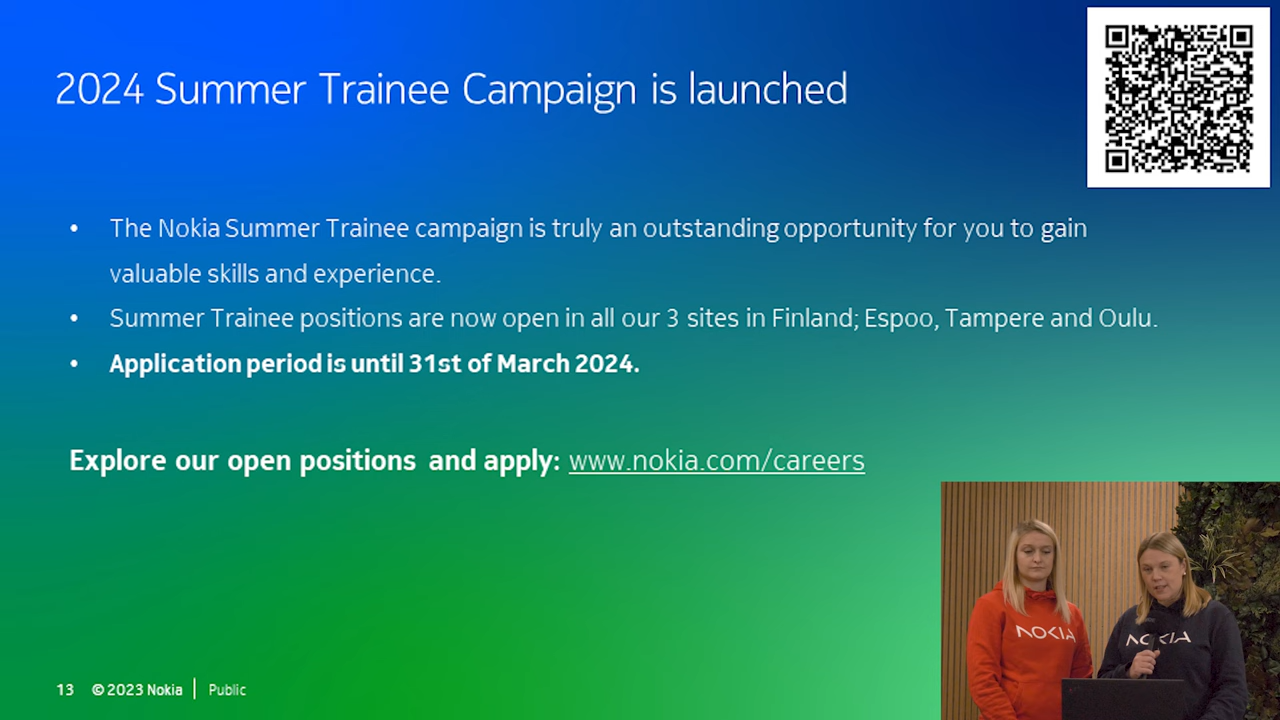 2024 Summer Trainee Campaign is launched
• The Nokia Summer Trainee campaign is truly an outstanding opportunity for you to gain
valuable skills and experience.
• Summer Trainee positions are now open in all our 3 sites in Finland; Espoo, Tampere and Oulu.
• Application period is until 31st of March 2024.
Explore our open positions and apply: www.nokia.com/careers
NOKIA
NOKIA
13 © 2023 Nokia | Public